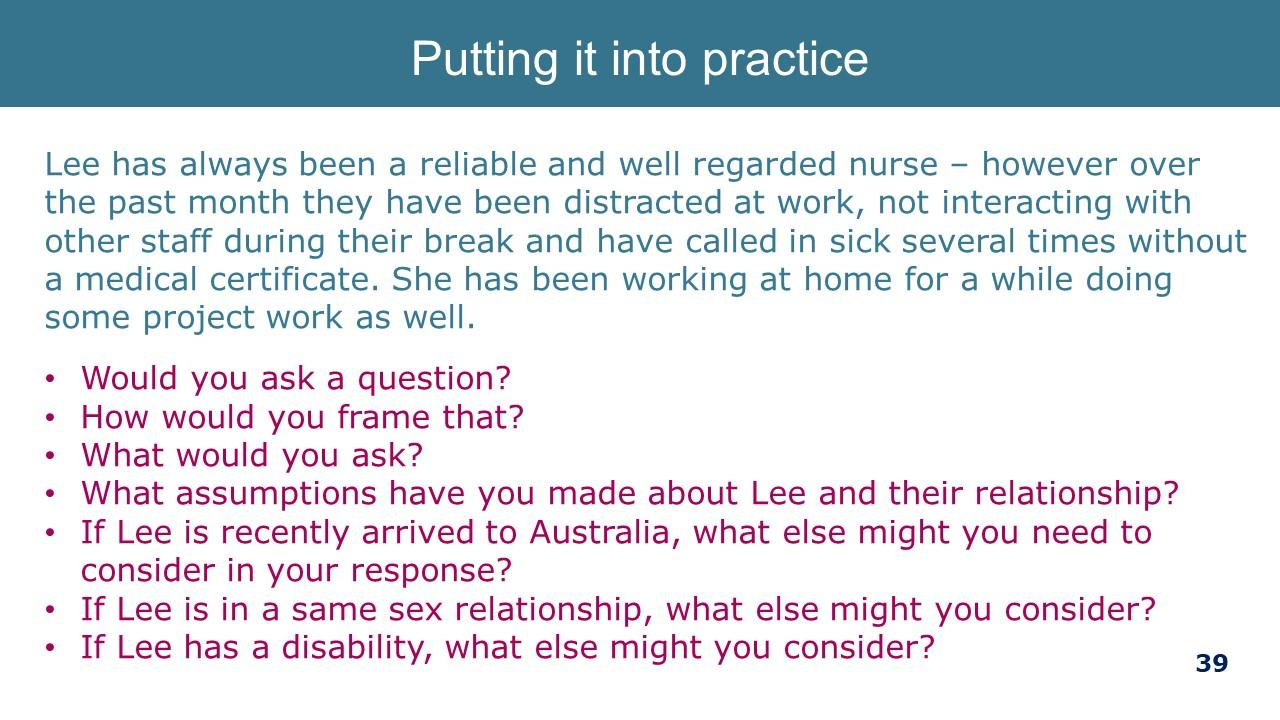 Putting it into practice
Lee has always been a reliable and well regarded nurse – however over
the past month they have been distracted at work, not interacting with
other staff during their break and have called in sick several times without
a medical certificate. She has been working at home for a while doing
some project work as well.
• Would you ask a question?
• How would you frame that?
• What would you ask?
• What assumptions have you made about Lee and their relationship?
• If Lee is recently arrived to Australia, what else might you need to
consider in your response?
• If Lee is in a same sex relationship, what else might you consider?
• If Lee has a disability, what else might you consider?
39